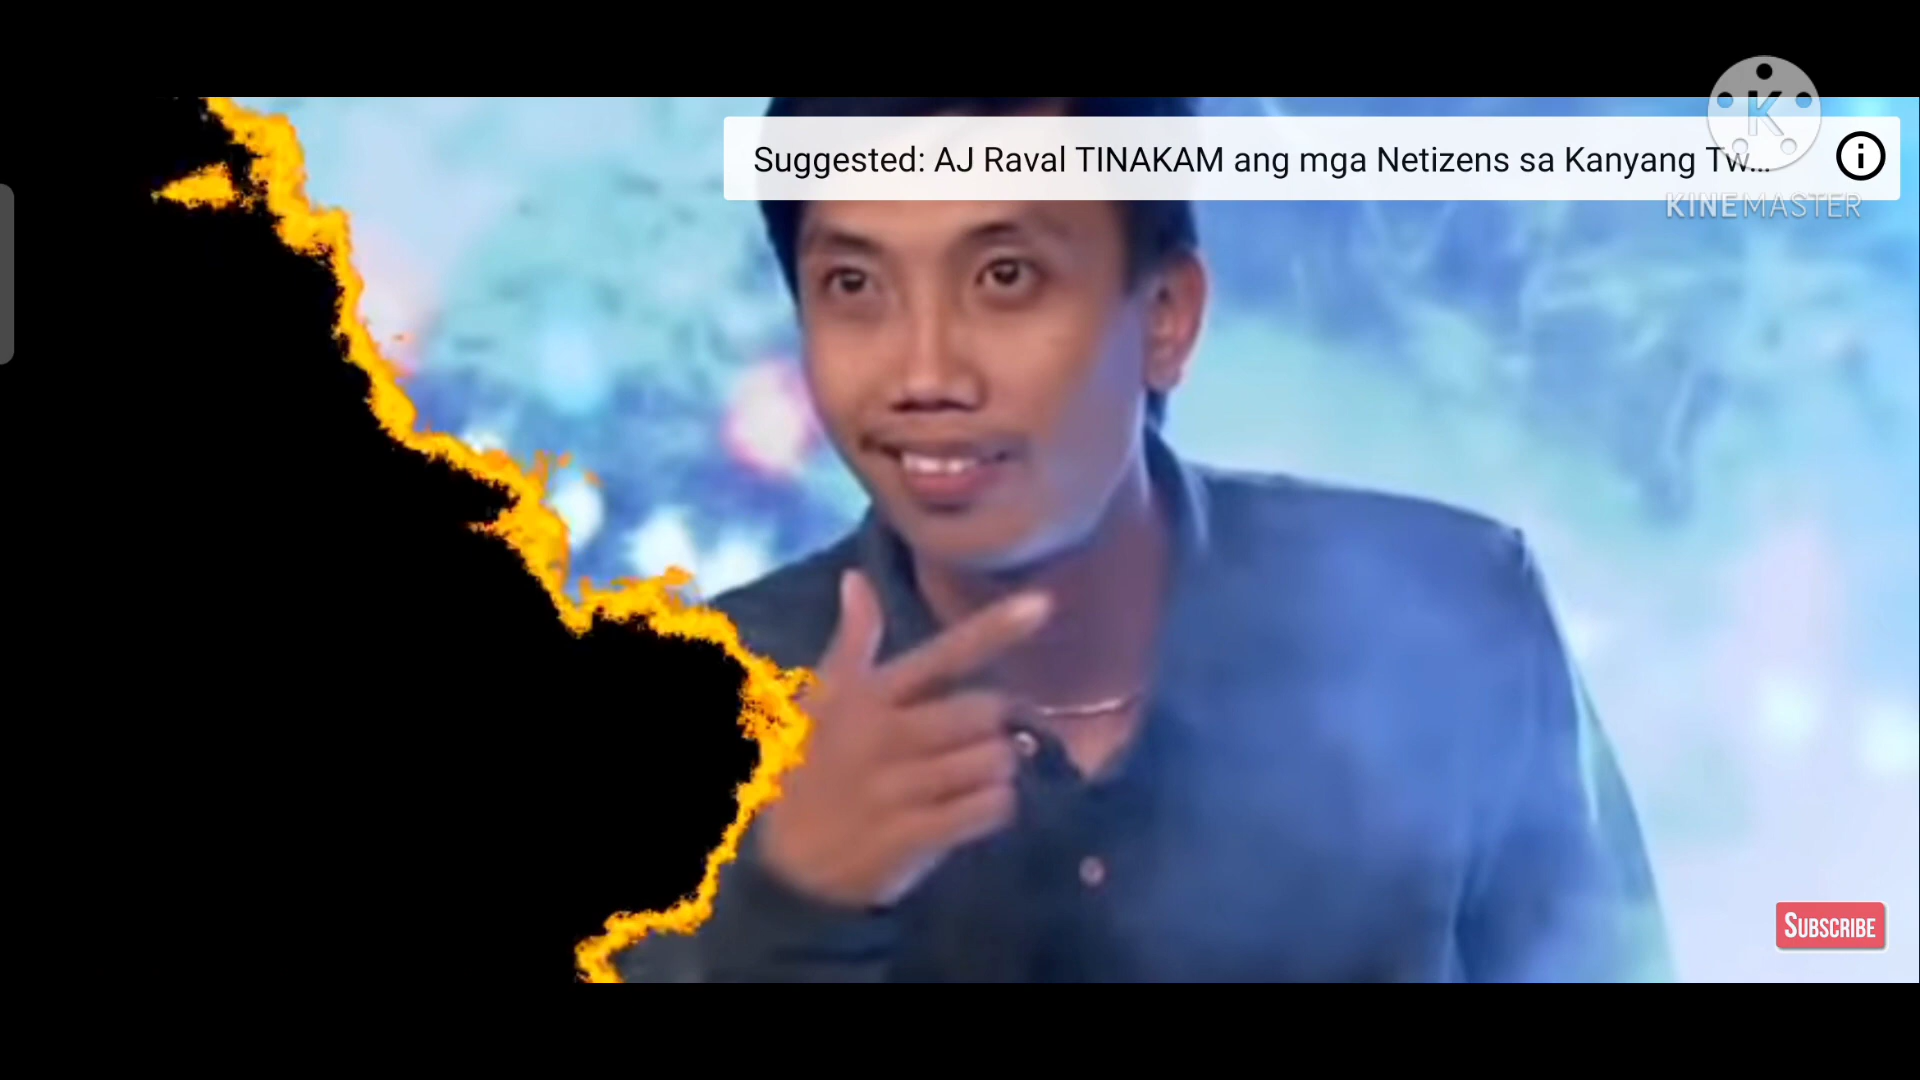 Suggested: AJ Raval TINAKAM ang mga Netizens sa Kanyang Tw...
K
KINEMASTER
SUBSCRIBE